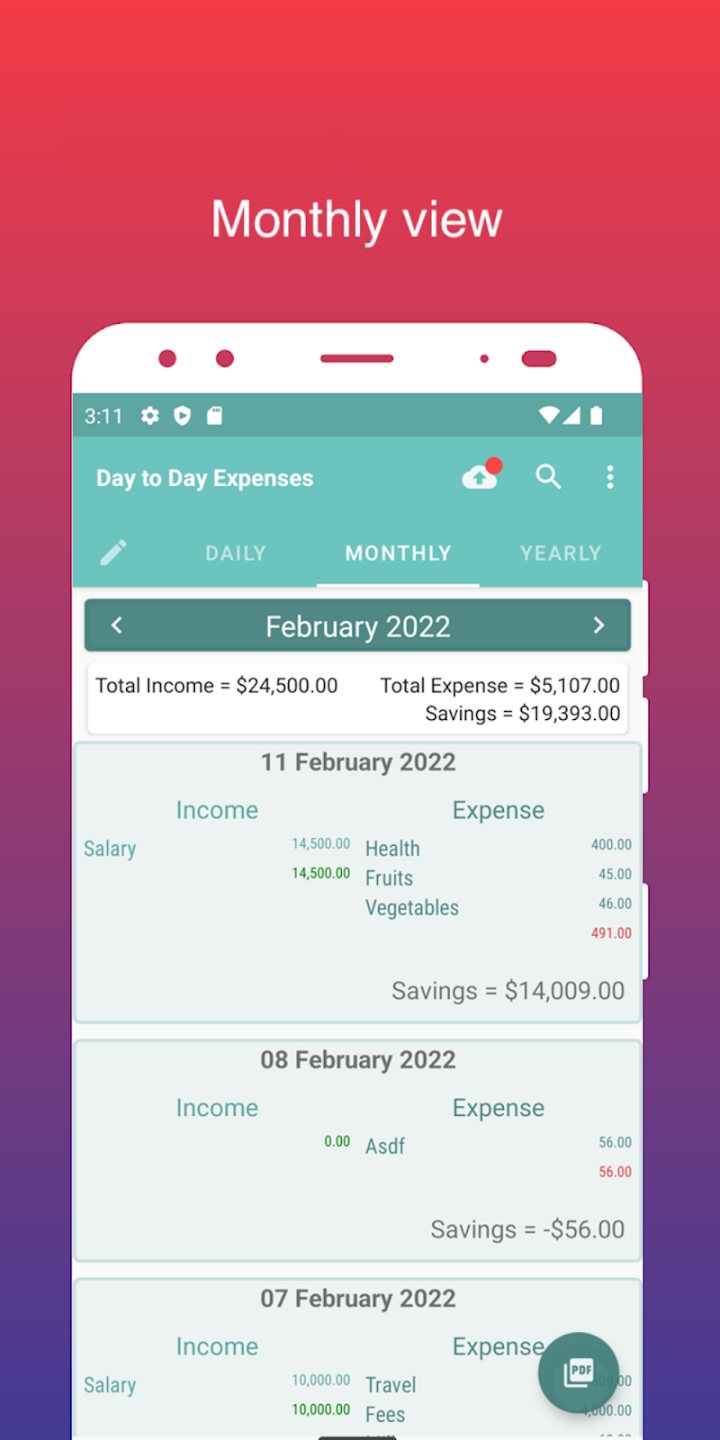 Monthly view
3:11
Day to Day Expenses
DAILY MONTHLY YEARLY
February 2022
Total Income = $24,500.00 Total Expense = $5,107.00
Savings = $19,393.00
11 February 2022
Income Expense
Salary 14,500.00 Health 400.00
14,500.00 Fruits 45.00
Vegetables 46.00
491.00
Savings = $14,009.00
08 February 2022
Income Expense
0.00 Asdf 56.00
56.00
Savings = -$56.00
07 February 2022
Income Expense
Salary 10,000.00 Travel
PDF
10,000.00 Fees 4,000.00